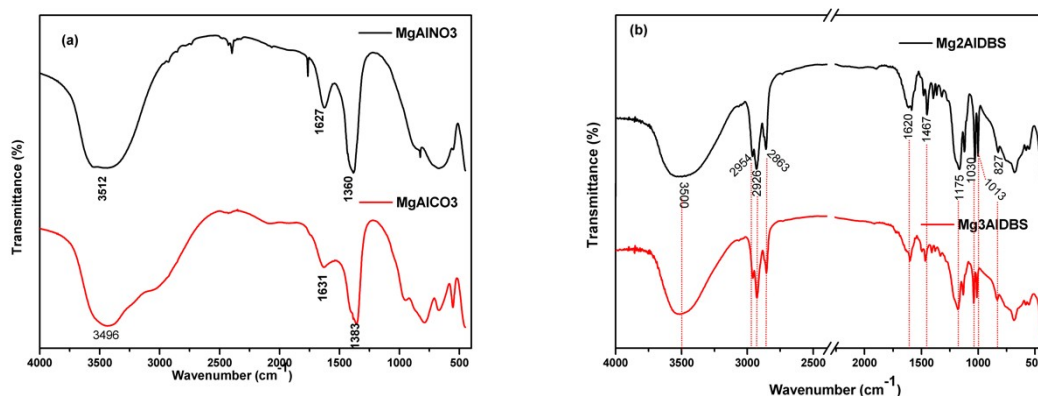 (a)
MgAlNO3
3512
1627
1360
MgAlCO3
3496
1631
1383
Transmittance (%)
4000 3500 3000 2500 2000 1500 1000 500
Wavenumber (cm-1)
(b)
Mg2AlDBS
3500
2954
2926
2863
1620
1467
1175
1030
1013
827
Mg3AlDBS
Transmittance (%)
4000 3500 3000 2500 1500 1000 500
Wavenumber (cm-1)